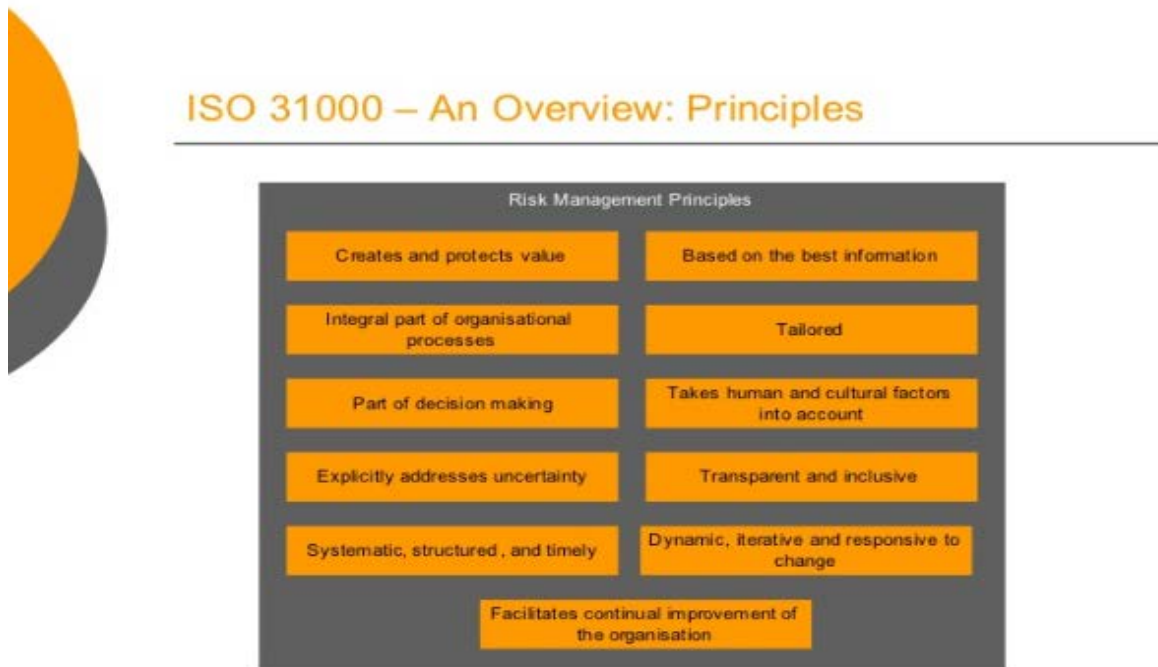 ISO 31000 – An Overview: Principles
Risk Management Principles
Creates and protects value
Based on the best information
Integral part of organisational
processes
Tailored
Part of decision making
Takes human and cultural factors
into account
Explicitly addresses uncertainty
Transparent and inclusive
Systematic, structured , and timely
Dynamic, iterative and responsive to
change
Facilitates continual improvement of
the organisation